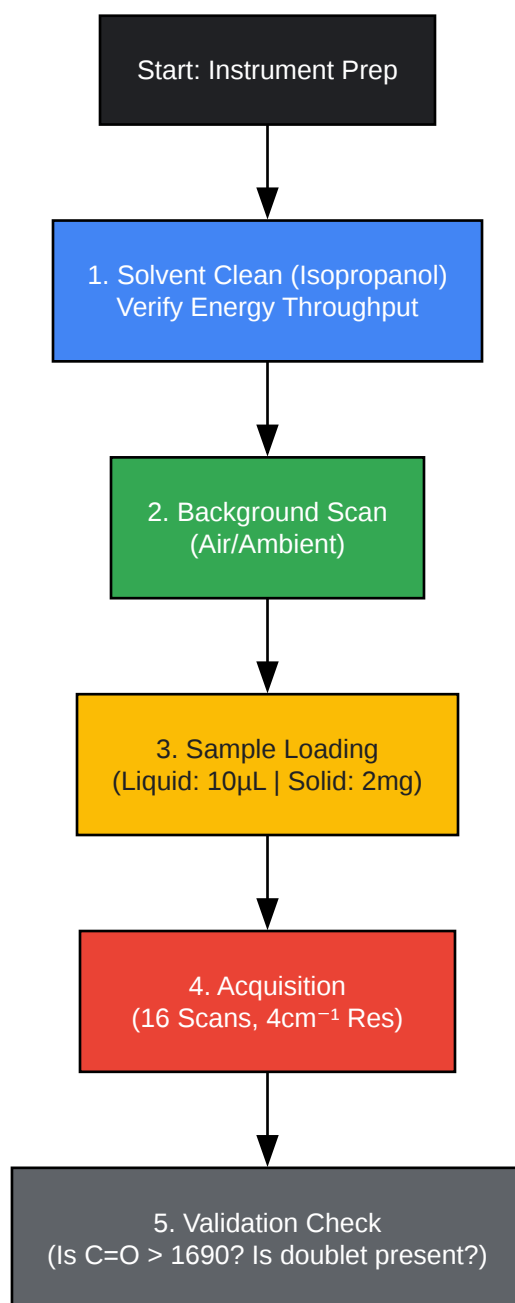 Start: Instrument Prep
1. Solvent Clean (Isopropanol)
Verify Energy Throughput
2. Background Scan
(Air/Ambient)
3. Sample Loading
(Liquid: 10µL | Solid: 2mg)
4. Acquisition
(16 Scans, 4cm⁻¹ Res)
5. Validation Check
(Is C=O > 1690? Is doublet present?)